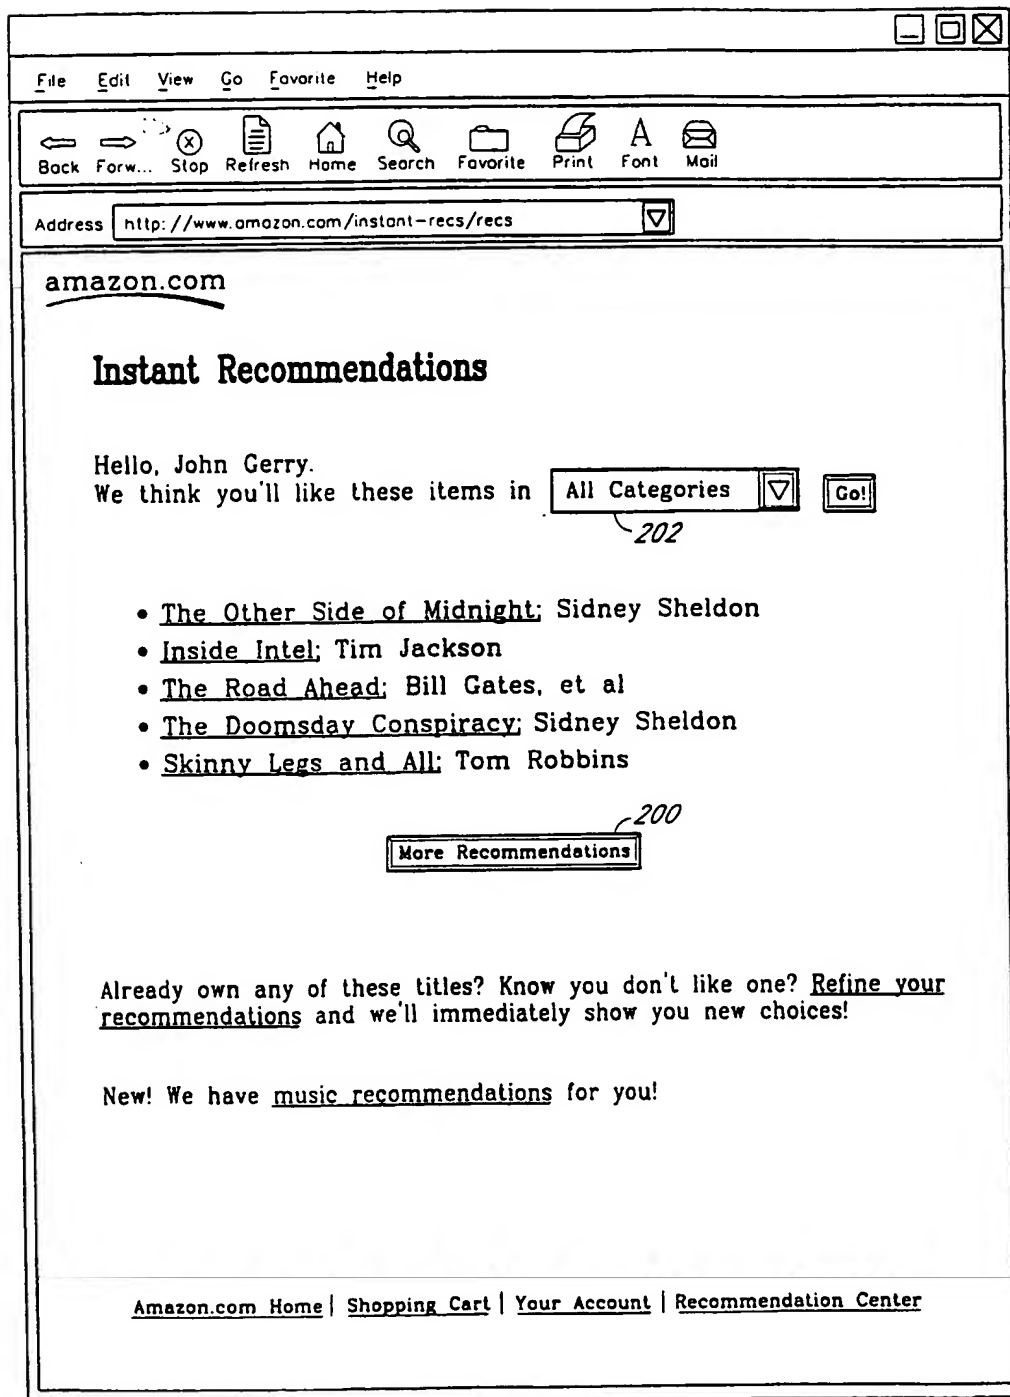 File Edit View Go Favorite Help
Back Forw... Stop Refresh Home Search Favorite Print Font Mail
Address http://www.amazon.com/instant-recs/recs
amazon.com
Instant Recommendations
Hello, John Gerry.
We think you'll like these items in All Categories Go!
202
• The Other Side of Midnight; Sidney Sheldon
• Inside Intel; Tim Jackson
• The Road Ahead; Bill Gates, et al
• The Doomsday Conspiracy; Sidney Sheldon
• Skinny Legs and All; Tom Robbins
200
More Recommendations
Already own any of these titles? Know you don't like one? Refine your
recommendations and we'll immediately show you new choices!
New! We have music recommendations for you!
Amazon.com Home | Shopping Cart | Your Account | Recommendation Center